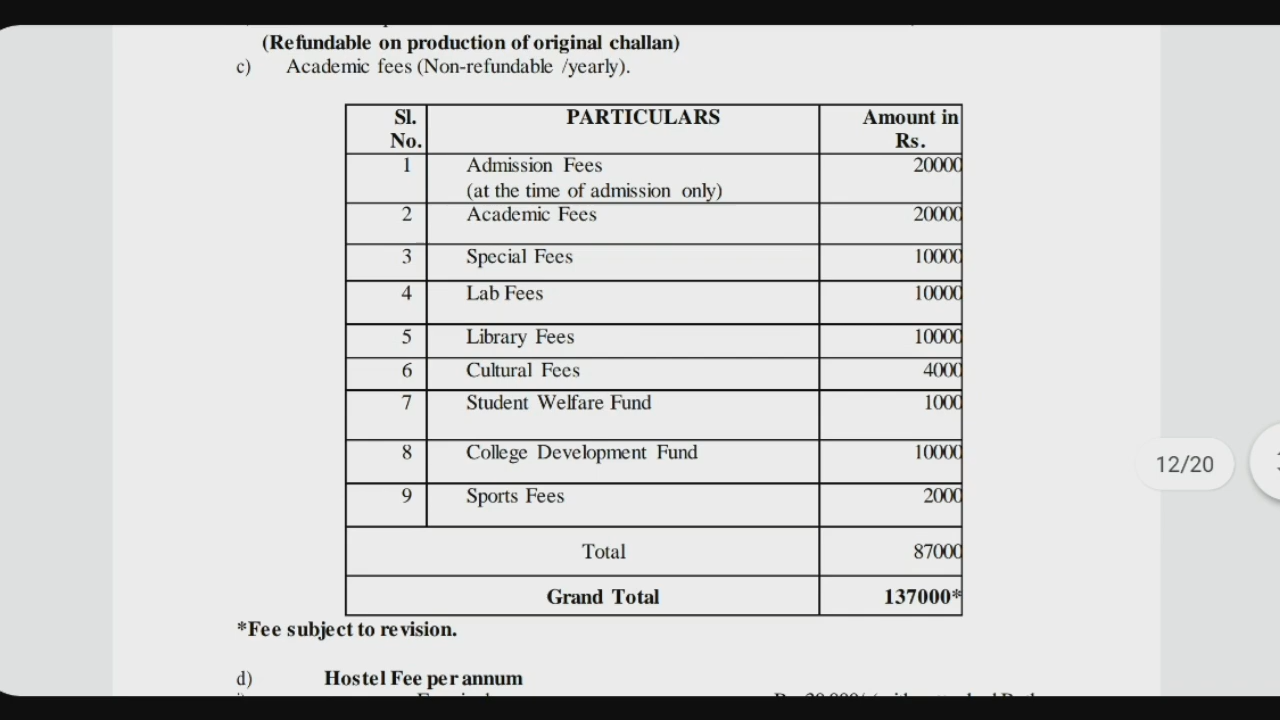 (Refundable on production of original challan)
c) Academic fees (Non-refundable /yearly).
Sl. No. PARTICULARS Amount in Rs.
1 Admission Fees (at the time of admission only) 20000
2 Academic Fees 20000
3 Special Fees 10000
4 Lab Fees 10000
5 Library Fees 10000
6 Cultural Fees 4000
7 Student Welfare Fund 1000
8 College Development Fund 10000
9 Sports Fees 2000
Total 87000
Grand Total 137000*
*Fee subject to revision.
12/20
d) Hostel Fee per annum